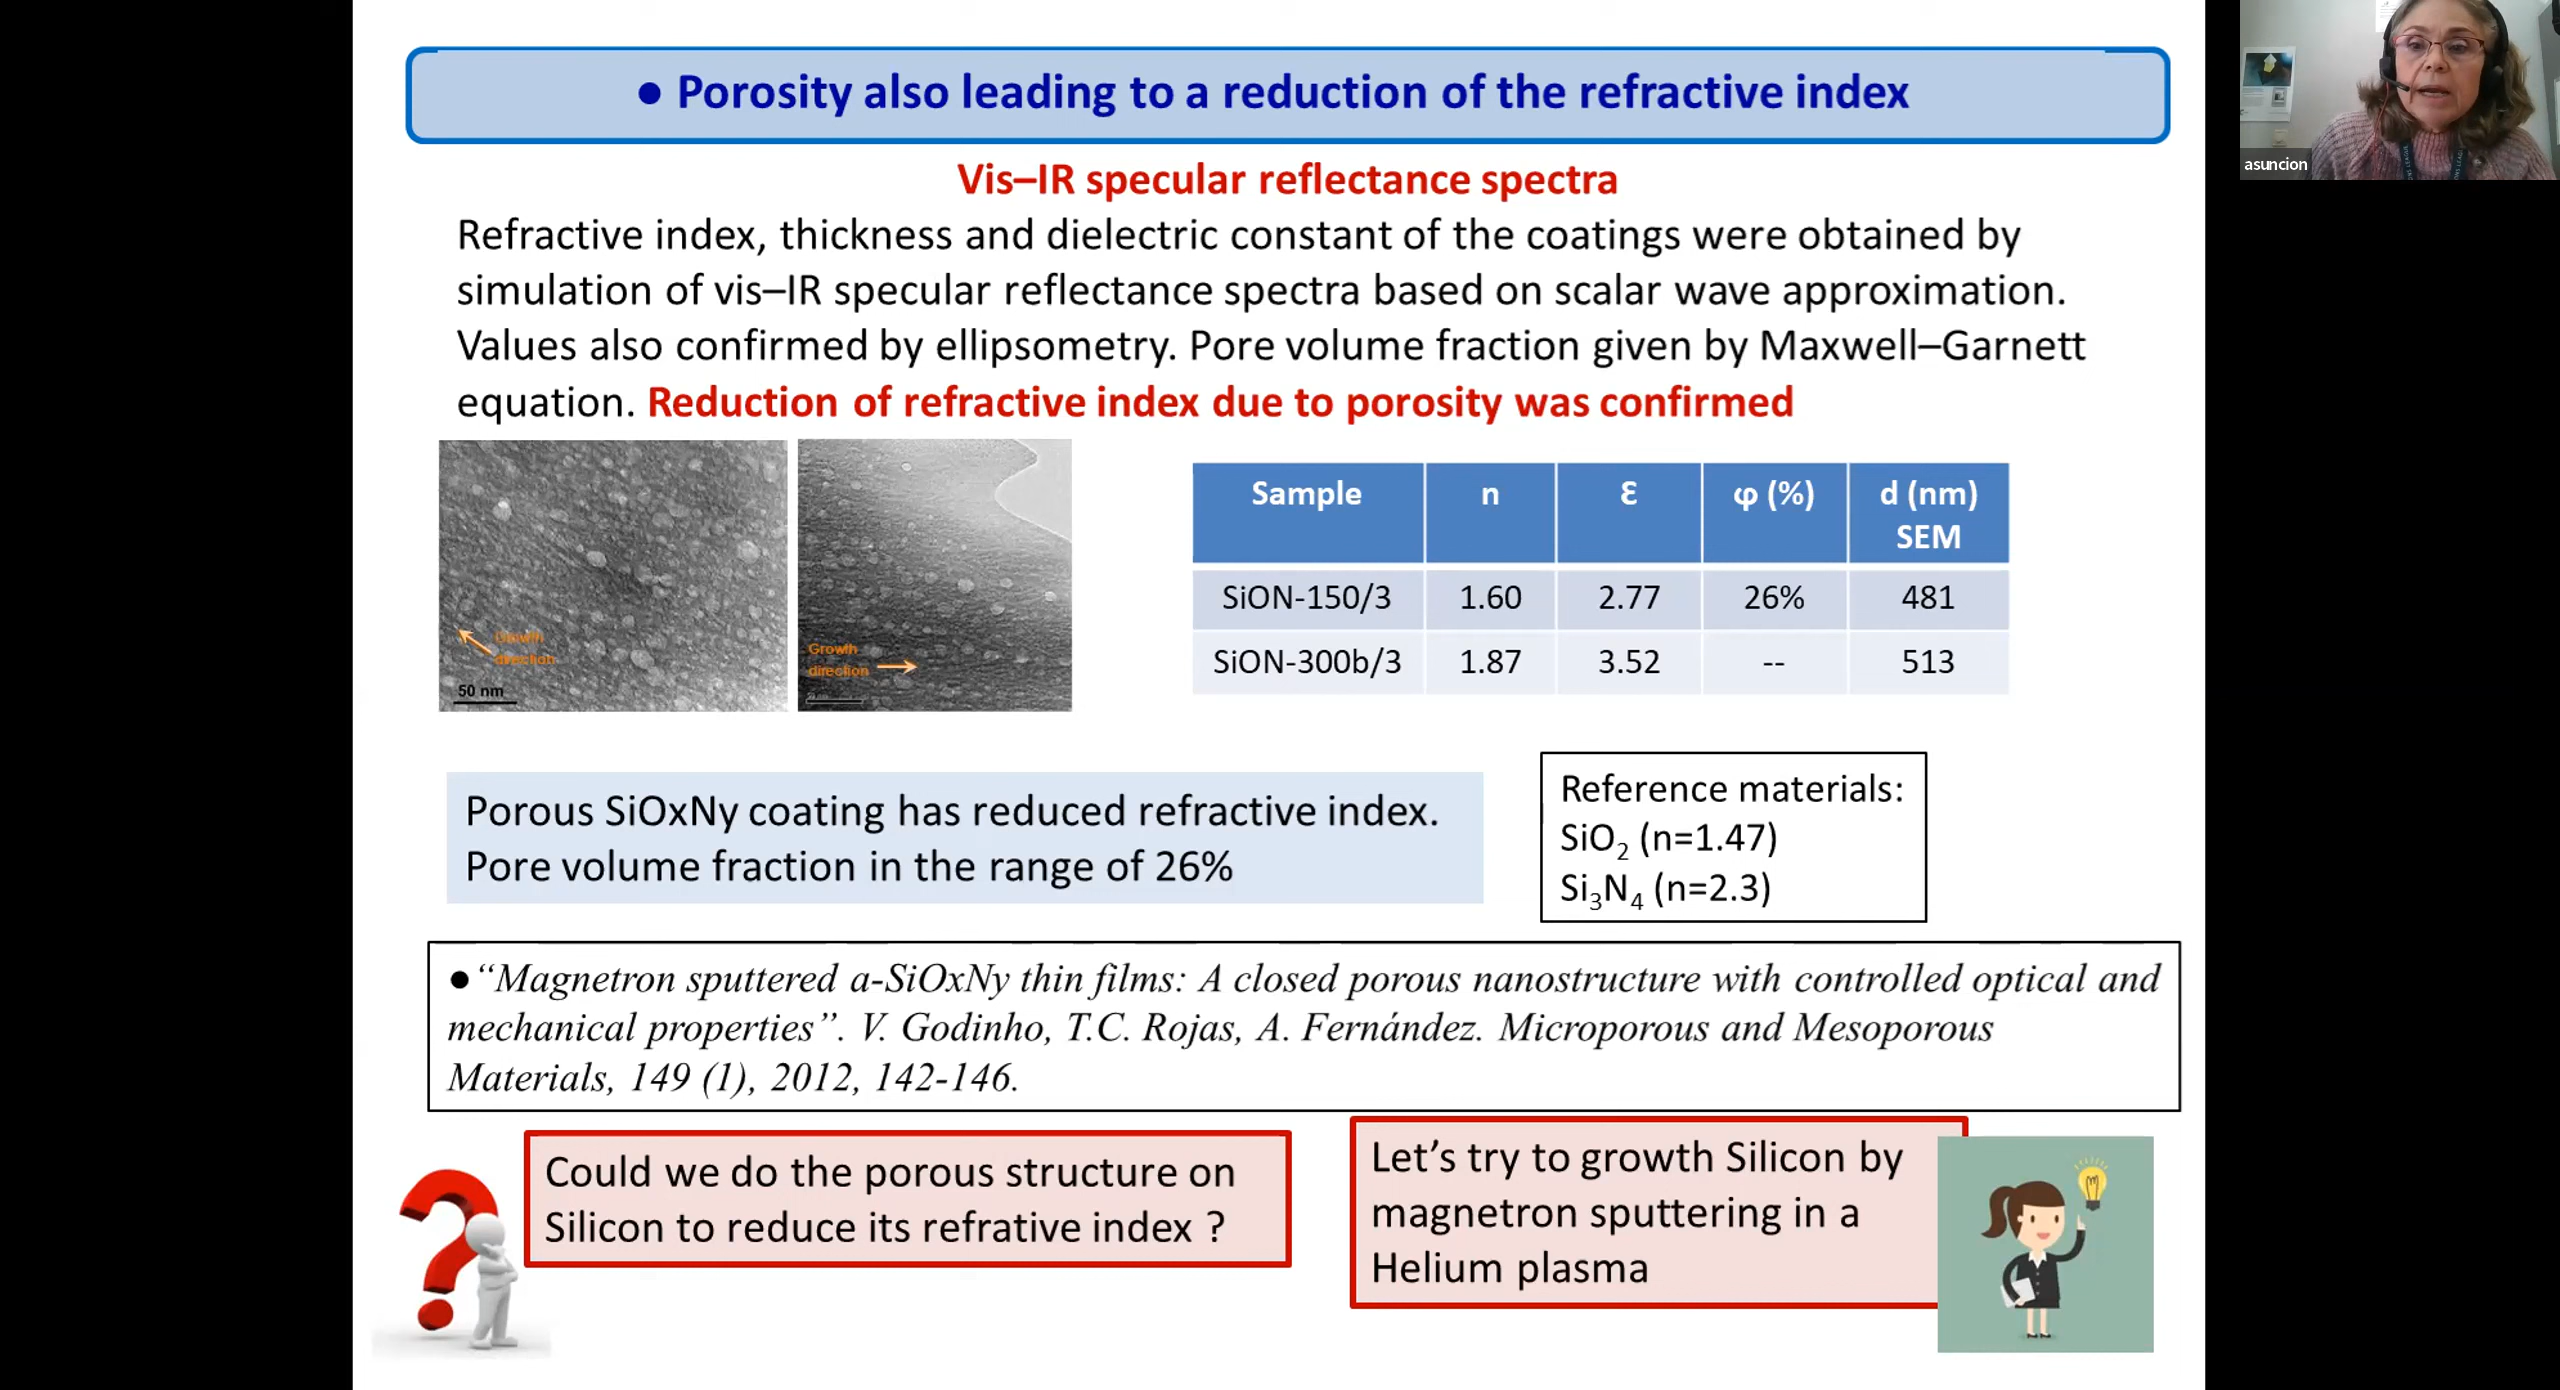 ● Porosity also leading to a reduction of the refractive index
asuncion
Vis–IR specular reflectance spectra
Refractive index, thickness and dielectric constant of the coatings were obtained by
simulation of vis–IR specular reflectance spectra based on scalar wave approximation.
Values also confirmed by ellipsometry. Pore volume fraction given by Maxwell–Garnett
equation. Reduction of refractive index due to porosity was confirmed
Growth
direction
50 nm
Growth
direction
Sample n Ɛ φ (%) d (nm)
SEM
SiON-150/3 1.60 2.77 26% 481
SiON-300b/3 1.87 3.52 -- 513
Porous SiOxNy coating has reduced refractive index.
Pore volume fraction in the range of 26%
Reference materials:
SiO₂ (n=1.47)
Si₃N₄ (n=2.3)
●“Magnetron sputtered a-SiOxNy thin films: A closed porous nanostructure with controlled optical and
mechanical properties”. V. Godinho, T.C. Rojas, A. Fernández. Microporous and Mesoporous
Materials, 149 (1), 2012, 142-146.
Could we do the porous structure on
Silicon to reduce its refrative index ?
Let’s try to growth Silicon by
magnetron sputtering in a
Helium plasma